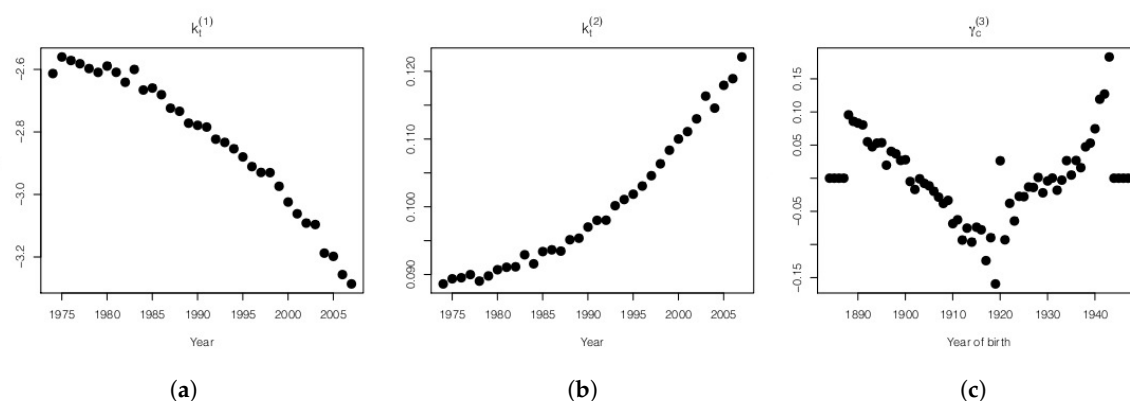 k_t^(1)
-2.6
-2.8
-3.0
-3.2
1975 1980 1985 1990 1995 2000 2005
Year
(a)
k_t^(2)
0.120
0.110
0.100
0.090
1975 1980 1985 1990 1995 2000 2005
Year
(b)
γ_c^(3)
0.15
0.10
0.05
-0.05
-0.15
1890 1900 1910 1920 1930 1940
Year of birth
(c)